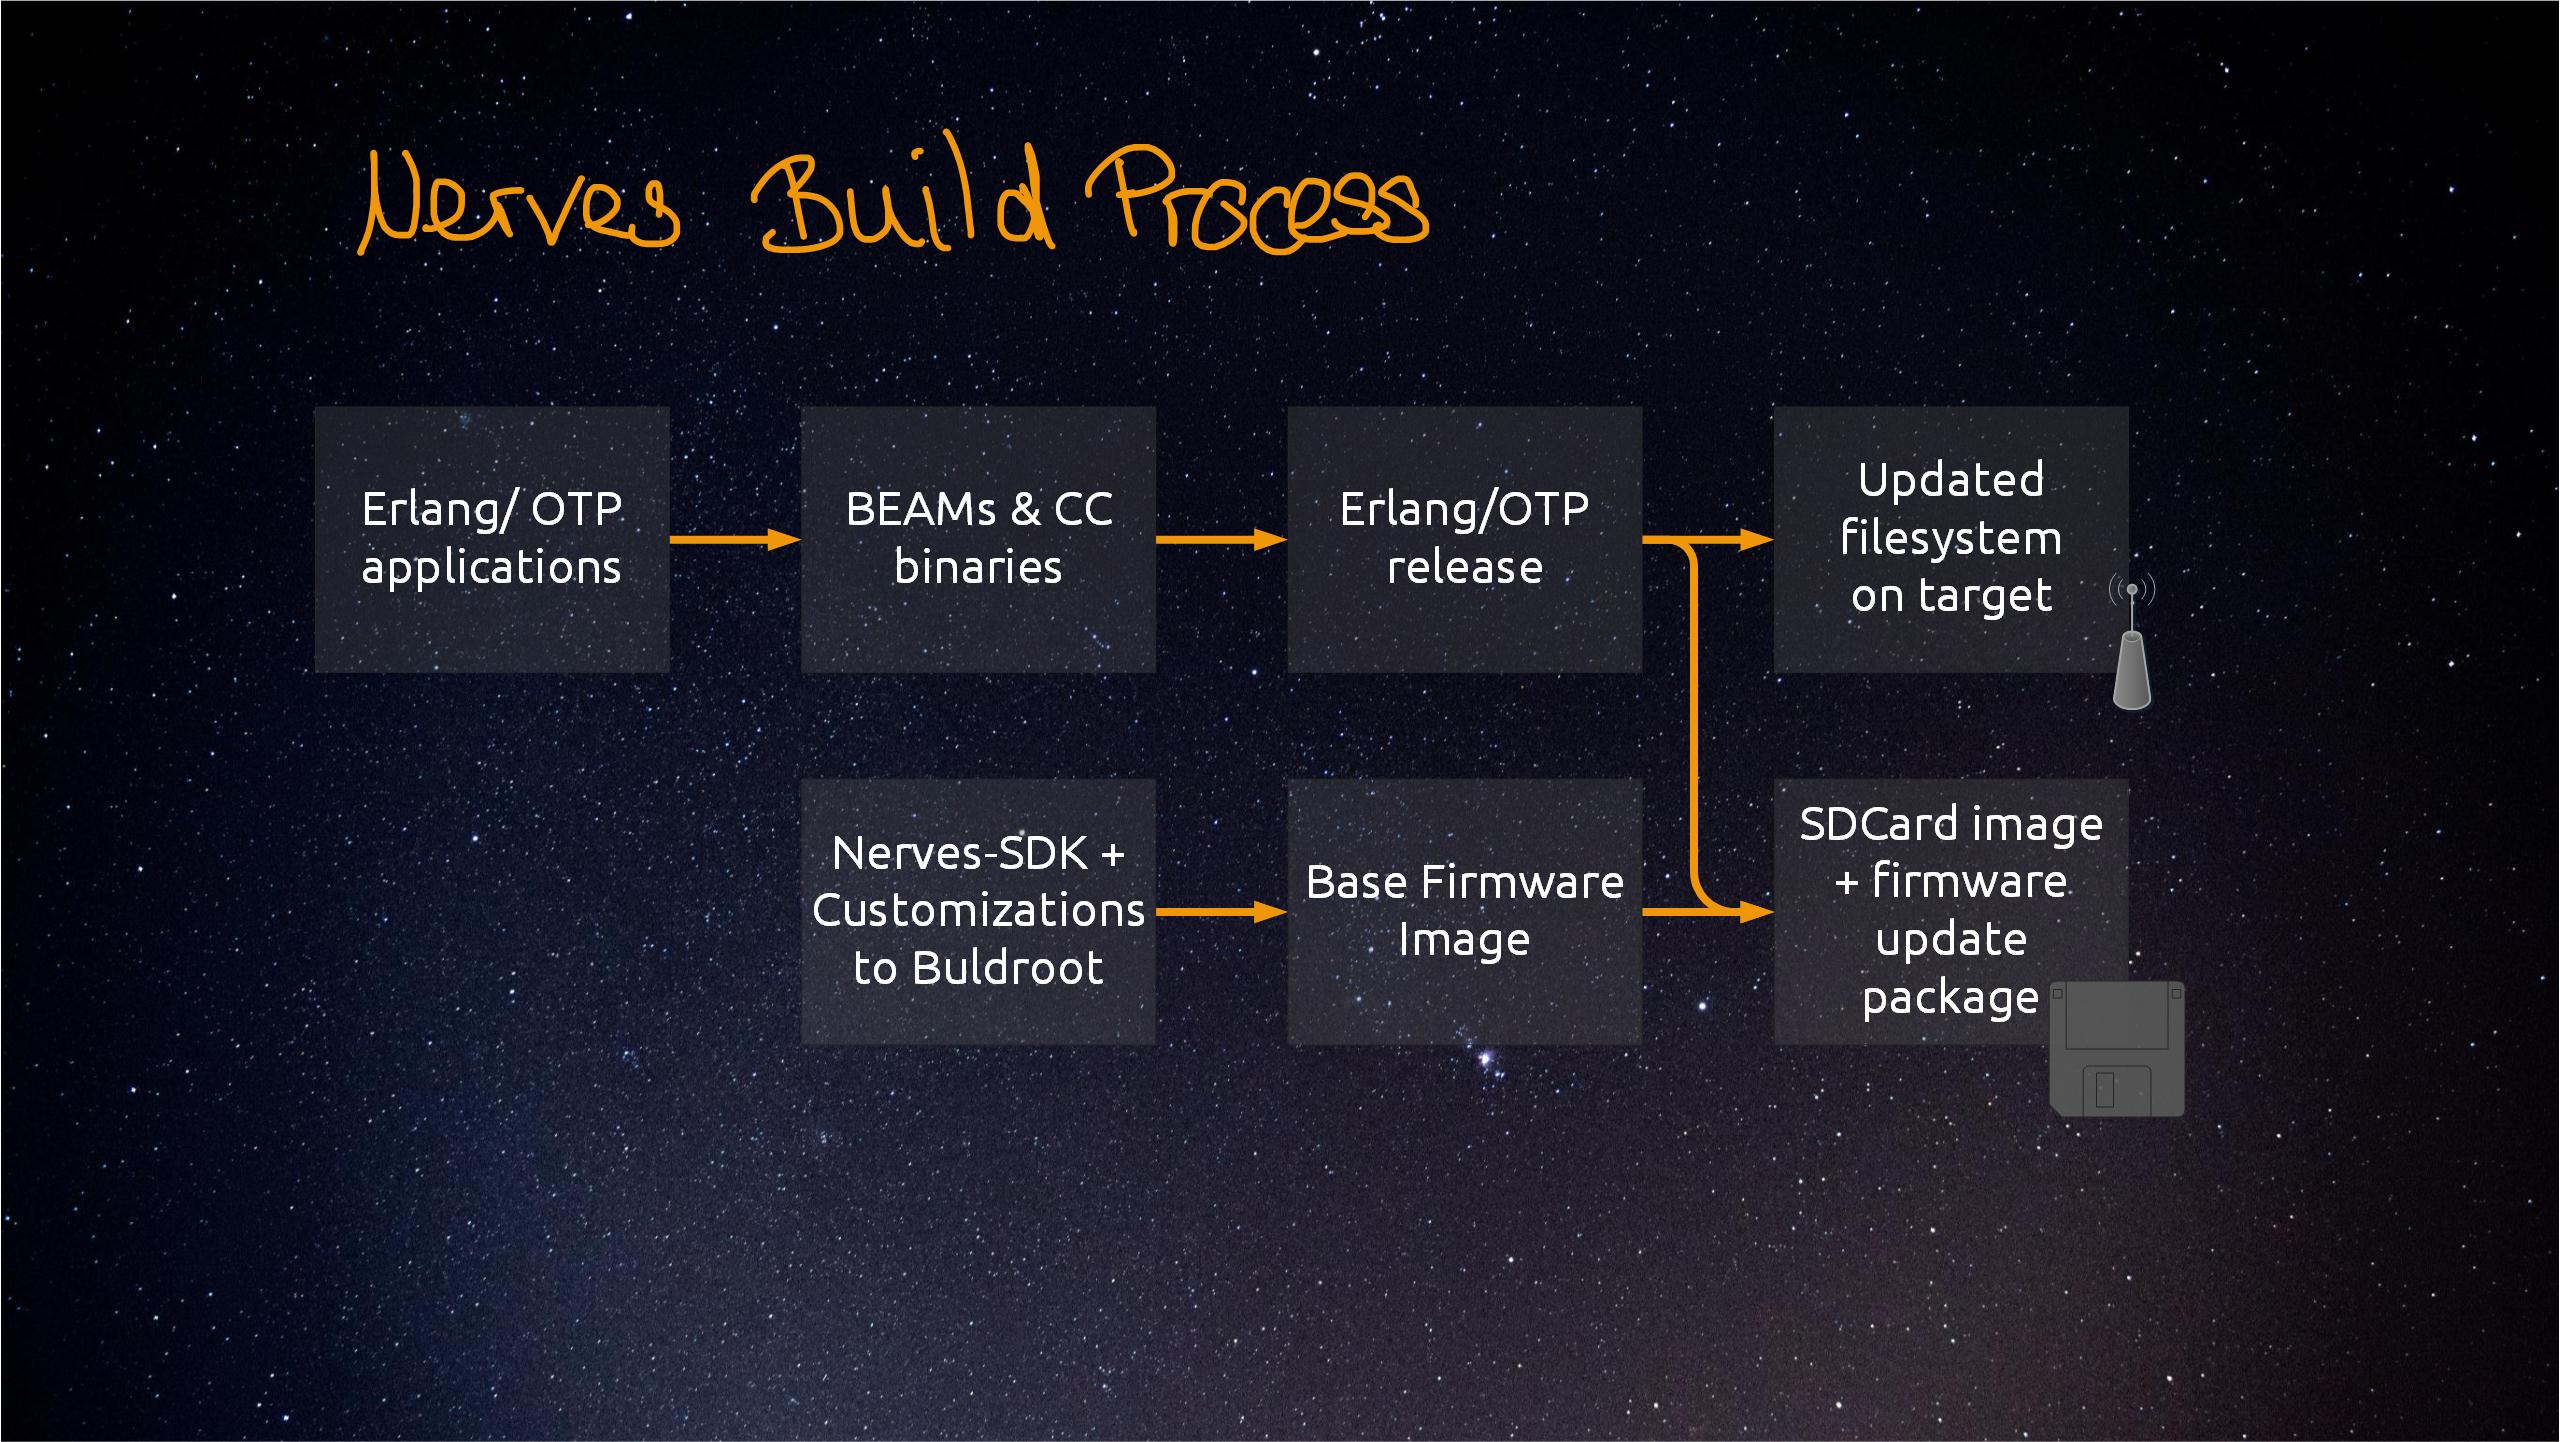 Nerves Build Process
Erlang/ OTP
applications
BEAMs & CC
binaries
Erlang/OTP
release
Updated
filesystem
on target
Nerves-SDK +
Customizations
to Buldroot
Base Firmware
Image
SDCard image
+ firmware
update
package